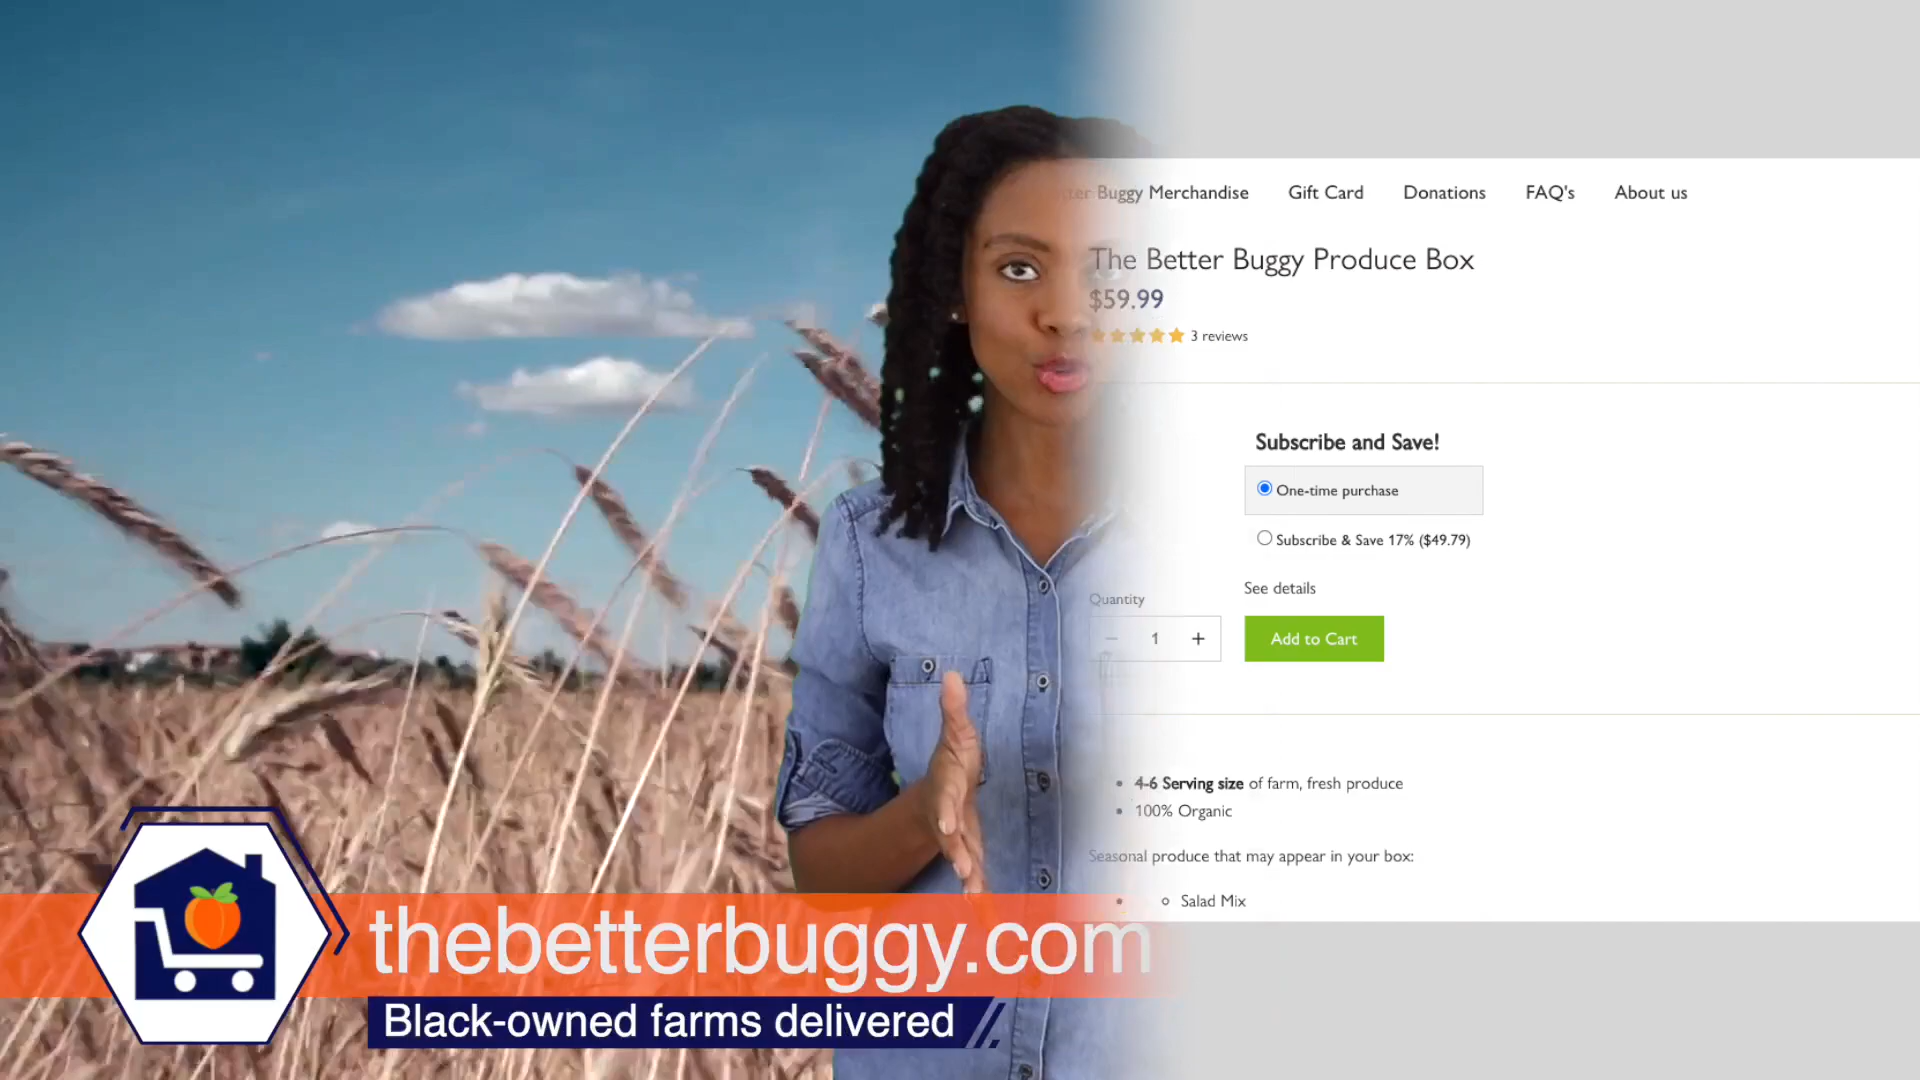 Buggy Merchandise Gift Card Donations FAQ's About us
The Better Buggy Produce Box
$59.99
3 reviews
Subscribe and Save!
One-time purchase
Subscribe & Save 17% ($49.79)
See details
Quantity
− 1 +
Add to Cart
4-6 Serving size of farm, fresh produce
100% Organic
Seasonal produce that may appear in your box:
Salad Mix
thebetterbuggy.com
Black-owned farms delivered